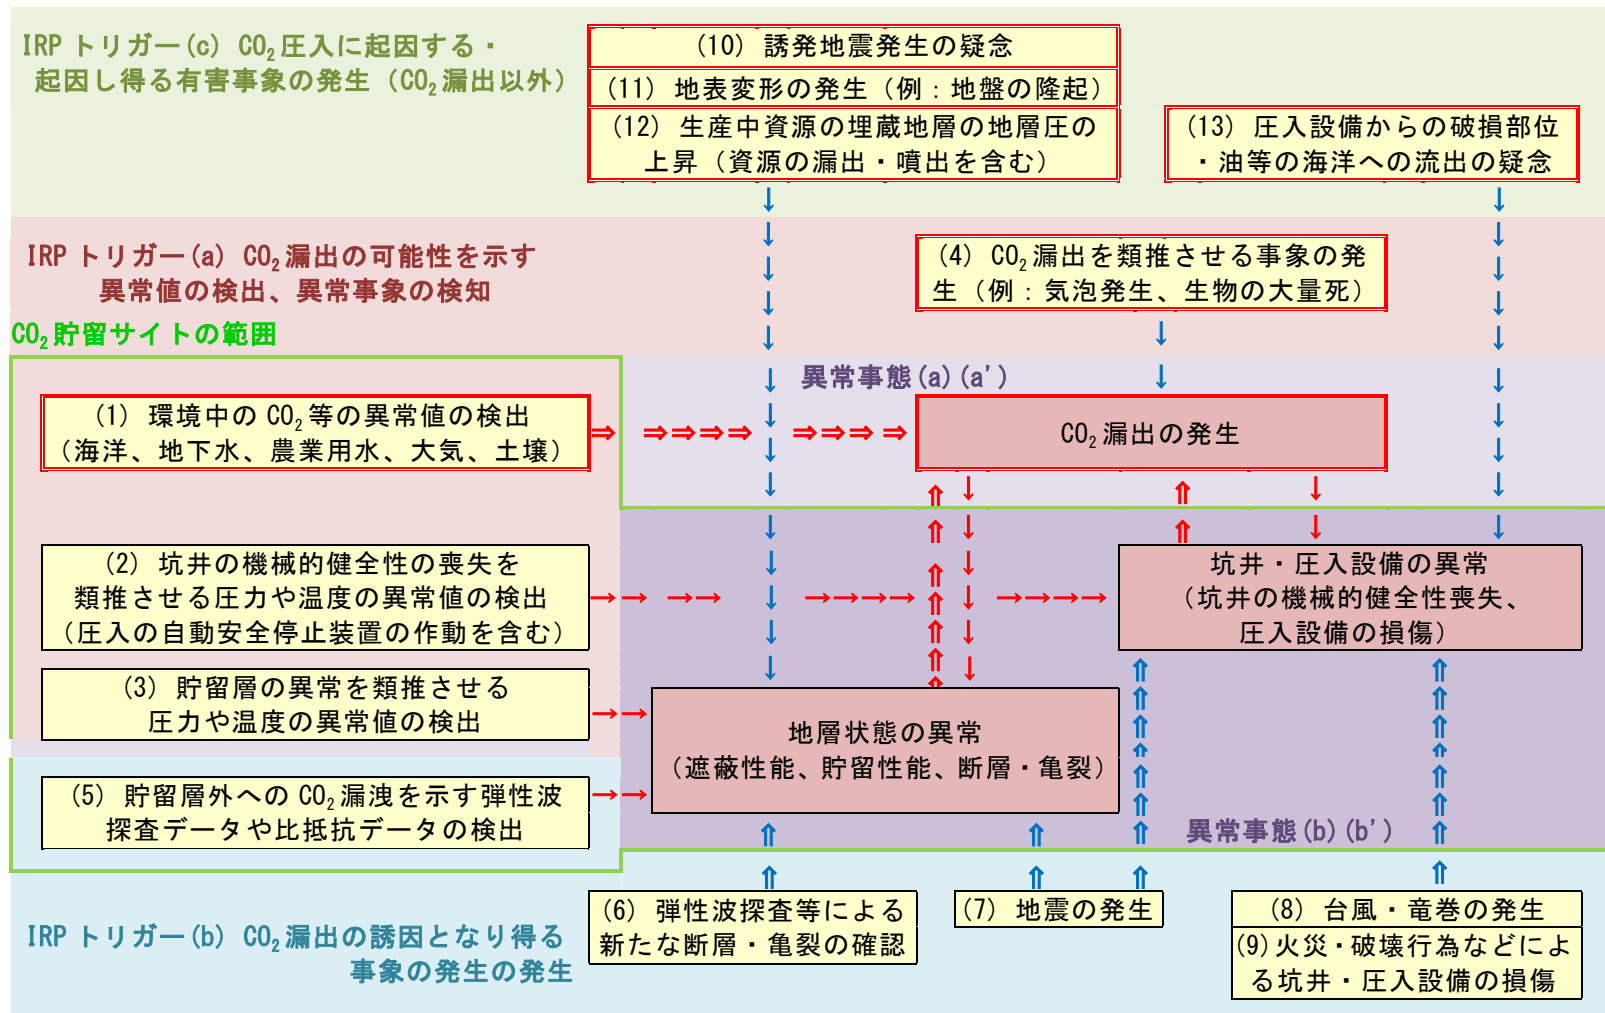 IRPトリガー(c) CO₂圧入に起因する・
起因し得る有害事象の発生（CO₂漏出以外）
(10) 誘発地震発生の疑念
(11) 地表変形の発生（例：地盤の隆起）
(12) 生産中資源の埋蔵地層の地層圧の
上昇（資源の漏出・噴出を含む）
(13) 圧入設備からの破損部位
・油等の海洋への流出の疑念
IRPトリガー(a) CO₂漏出の可能性を示す
異常値の検出、異常事象の検知
(4) CO₂漏出を類推させる事象の発
生（例：気泡発生、生物の大量死）
CO₂貯留サイトの範囲
異常事態(a)(a')
(1) 環境中のCO₂等の異常値の検出
（海洋、地下水、農業用水、大気、土壌）
CO₂漏出の発生
(2) 坑井の機械的健全性の喪失を
類推させる圧力や温度の異常値の検出
（圧入の自動安全停止装置の作動を含む）
坑井・圧入設備の異常
（坑井の機械的健全性喪失、
圧入設備の損傷）
(3) 貯留層の異常を類推させる
圧力や温度の異常値の検出
地層状態の異常
（遮蔽性能、貯留性能、断層・亀裂）
(5) 貯留層外へのCO₂漏洩を示す弾性波
探査データや比抵抗データの検出
異常事態(b)(b')
(6) 弾性波探査等による
新たな断層・亀裂の確認
(7) 地震の発生
(8) 台風・竜巻の発生
(9)火災・破壊行為などによ
る坑井・圧入設備の損傷
IRPトリガー(b) CO₂漏出の誘因となり得る
事象の発生の発生